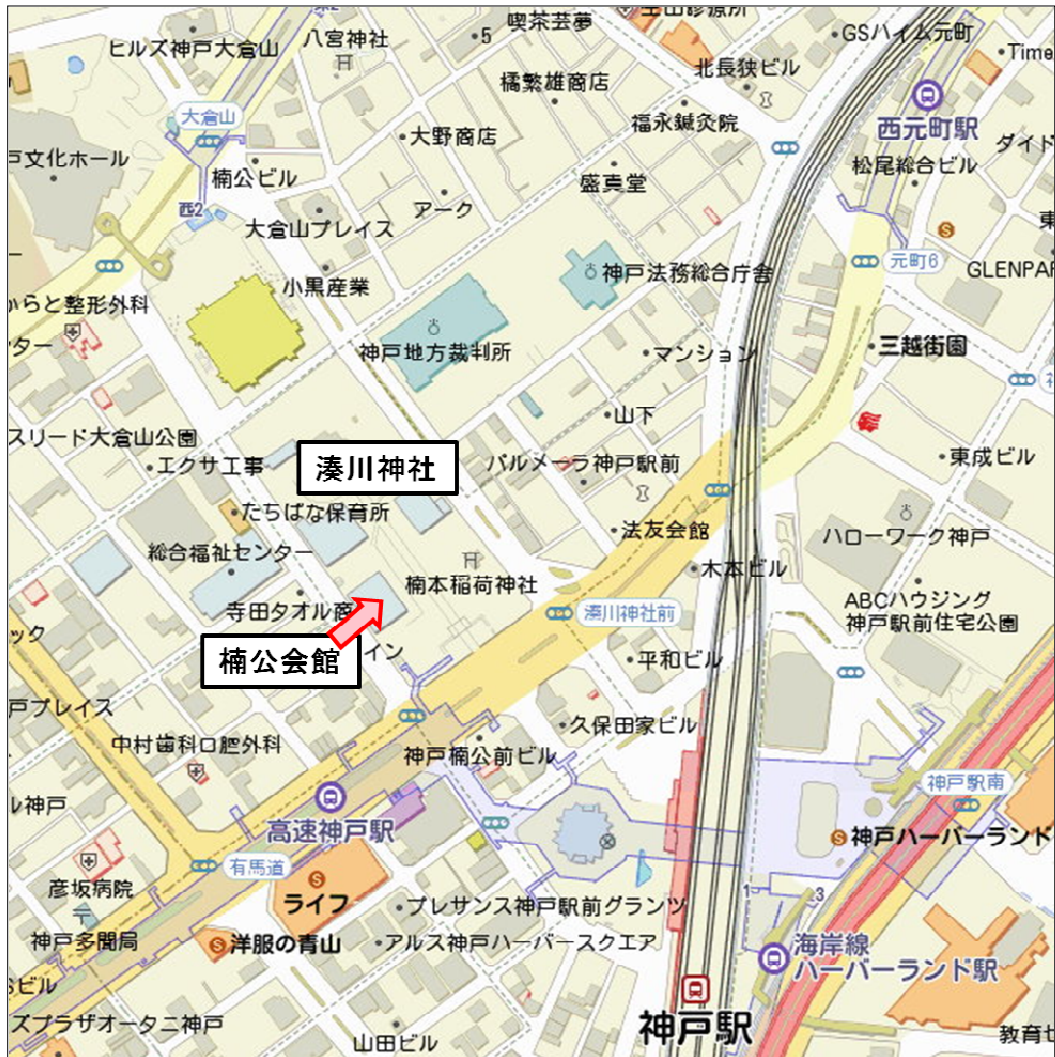 喫茶芸夢
GSハイム元町
ヒルズ神戸大倉山
八宮神社
5
Time
橘繁雄商店
北長狭ビル
大倉山
大野商店
福永鍼灸院
西元町駅
ダイド
戸文化ホール
楠公ビル
盛真堂
松尾総合ビル
西2
アーク
大倉山プレイス
元町6
GLENPAR
小黒産業
神戸法務総合庁舎
からと整形外科
ター
神戸地方裁判所
マンション
三越街園
山下
スリード大倉山公園
エクサ工事
湊川神社
パルメーラ神戸駅前
東成ビル
たちばな保育所
法友会館
ハローワーク神戸
総合福祉センター
楠本稲荷神社
木本ビル
寺田タオル商
湊川神社前
ABCハウジング
神戸駅前住宅公園
ック
楠公会館
イン
平和ビル
戸プレイス
久保田家ビル
中村歯科口腔外科
神戸楠公前ビル
神戸駅南
ル神戸
高速神戸駅
神戸ハーバーランド
有馬道
彦坂病院
ライフ
プレサンス神戸駅前グランツ
1
3
神戸多聞局
洋服の青山
アルス神戸ハーバースクエア
海岸線
ハーバーランド駅
Sビル
ズプラザオータニ神戸
山田ビル
神戸駅
教育セ